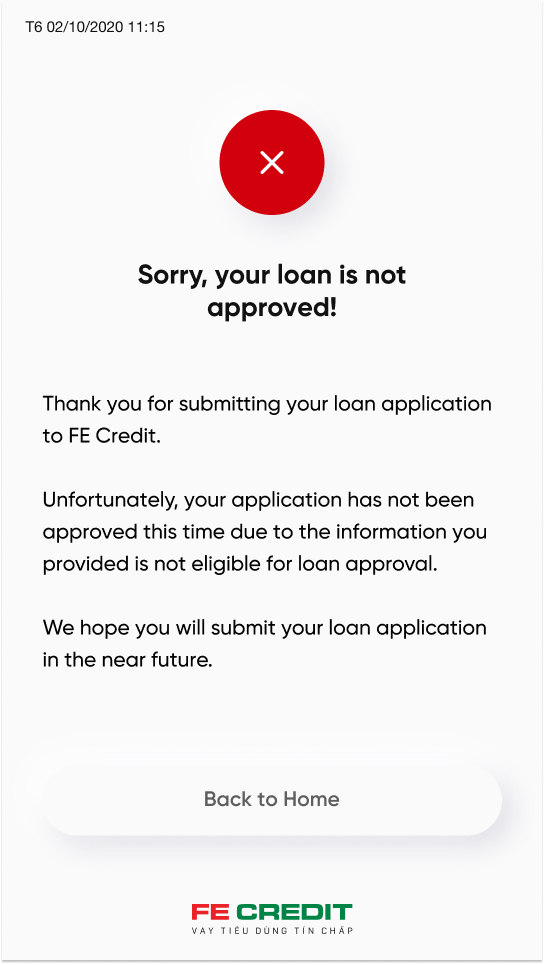 T6 02/10/2020 11:15
Sorry, your loan is not
approved!
Thank you for submitting your loan application
to FE Credit.
Unfortunately, your application has not been
approved this time due to the information you
provided is not eligible for loan approval.
We hope you will submit your loan application
in the near future.
Back to Home
FE CREDIT
VAY TIÊU DÙNG TÍN CHẤP